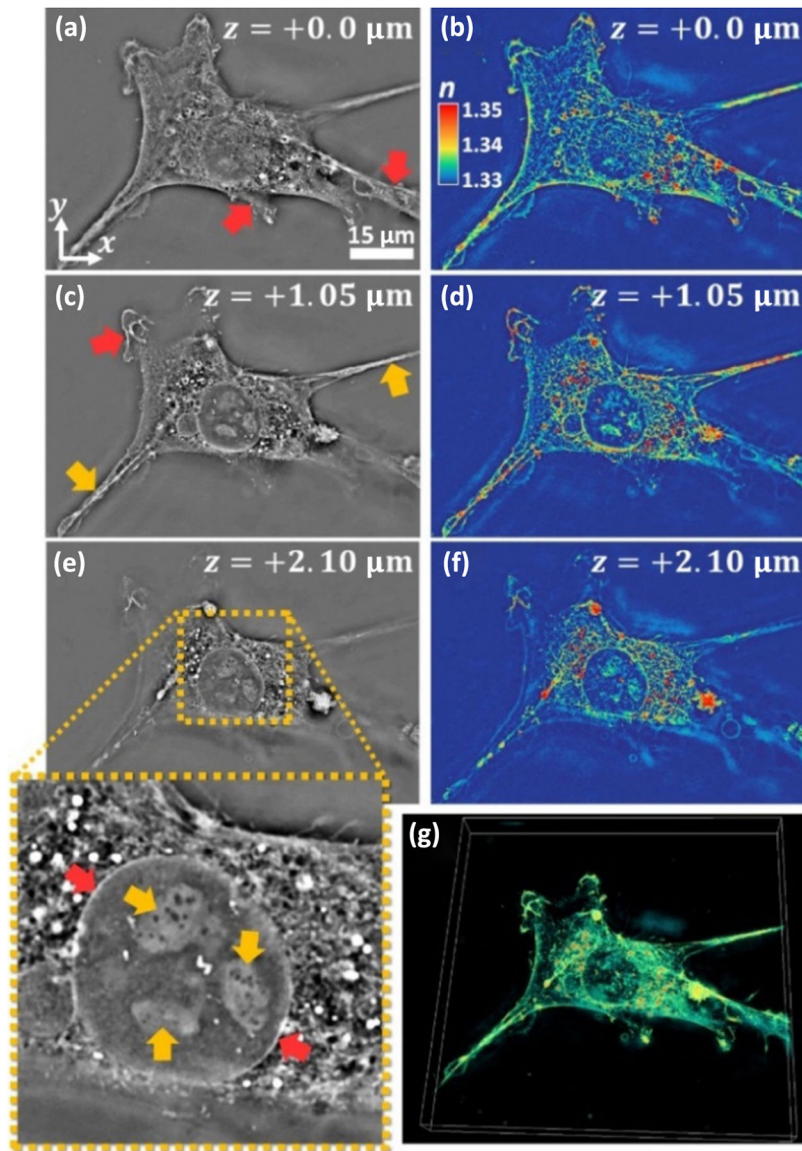 (a) z = +0.0 μm
(b) z = +0.0 μm
n
1.35
1.34
1.33
y
x
15 μm
(c) z = +1.05 μm
(d) z = +1.05 μm
(e) z = +2.10 μm
(f) z = +2.10 μm
(g)